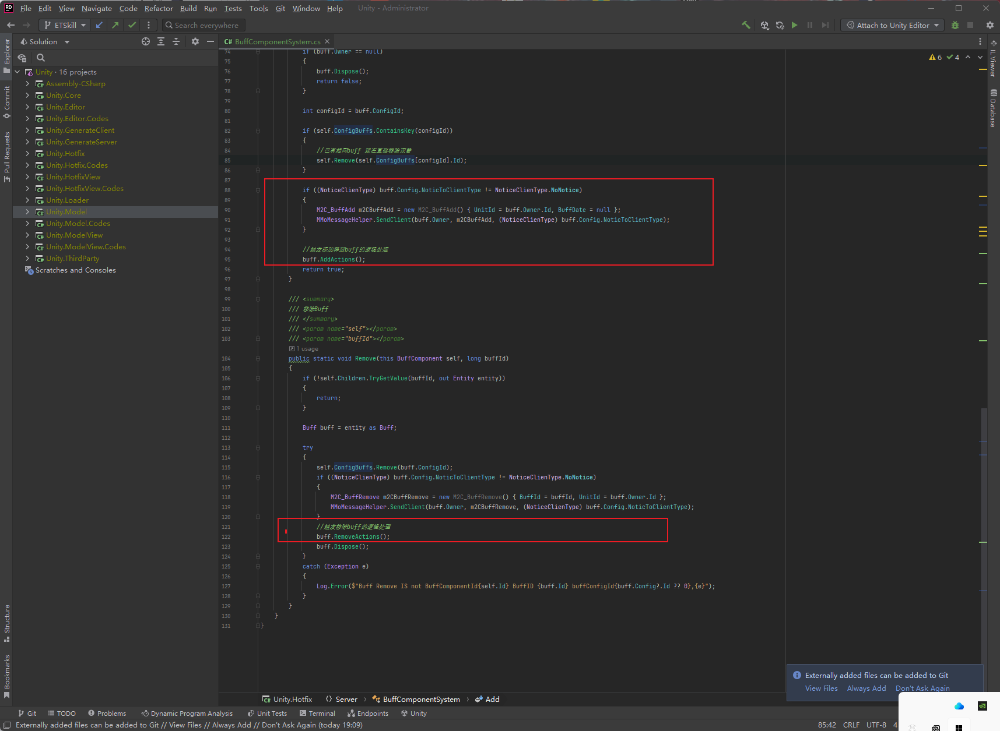 File Edit View Navigate Code Refactor Build Run Tests Tools Git Window Help Unity - Administrator
ETSkill Search everywhere Attach to Unity Editor
Solution BuffComponentSystem.cs
Explorer
Commit
Pull Requests
Structure
Bookmarks
IL Viewer
Database
6 4
Unity · 16 projects
Assembly-CSharp
Unity.Core
Unity.Editor
Unity.Editor.Codes
Unity.GenerateClient
Unity.GenerateServer
Unity.Hotfix
Unity.Hotfix.Codes
Unity.HotfixView
Unity.HotfixView.Codes
Unity.Loader
Unity.Model
Unity.Model.Codes
Unity.ModelView
Unity.ModelView.Codes
Unity.ThirdParty
Scratches and Consoles
74 if (buff.Owner == null)
75 {
76 buff.Dispose();
77 return false;
78 }
79
80 int configId = buff.ConfigId;
81
82 if (self.ConfigBuffs.ContainsKey(configId))
83 {
84 //已有相同buff 现在直接移除顶替
85 self.Remove(self.ConfigBuffs[configId].Id);
86 }
87
88 if ((NoticeClienType) buff.Config.NoticToClientType != NoticeClienType.NoNotice)
89 {
90 M2C_BuffAdd m2CBuffAdd = new M2C_BuffAdd() { UnitId = buff.Owner.Id, BuffDate = null };
91 MMoMessageHelper.SendClient(buff.Owner, m2CBuffAdd, (NoticeClienType) buff.Config.NoticToClientType);
92 }
93
94 //触发添加释放buff的逻辑处理
95 buff.AddActions();
96 return true;
97 }
98
99 /// <summary>
100 /// 移除Buff
101 /// </summary>
102 /// <param name="self"></param>
103 /// <param name="buffId"></param>
1 usage
104 public static void Remove(this BuffComponent self, long buffId)
105 {
106 if (!self.Children.TryGetValue(buffId, out Entity entity))
107 {
108 return;
109 }
110
111 Buff buff = entity as Buff;
112
113 try
114 {
115 self.ConfigBuffs.Remove(buff.ConfigId);
116 if ((NoticeClienType) buff.Config.NoticToClientType != NoticeClienType.NoNotice)
117 {
118 M2C_BuffRemove m2CBuffRemove = new M2C_BuffRemove() { BuffId = buffId, UnitId = buff.Owner.Id };
119 MMoMessageHelper.SendClient(buff.Owner, m2CBuffRemove, (NoticeClienType) buff.Config.NoticToClientType);
120 }
121 //触发移除buff的逻辑处理
122 buff.RemoveActions();
123 buff.Dispose();
124 }
125 catch (Exception e)
126 {
127 Log.Error($"Buff Remove IS not BuffComponentId{self.Id} BuffID {buff.Id} buffConfigId{buff.Config?.Id ?? 0},{e}");
128 }
129 }
130 }
131 }
Externally added files can be added to Git
View Files Always Add Don't Ask Again
Unity.Hotfix Server BuffComponentSystem Add
Git TODO Problems Dynamic Program Analysis Unit Tests Terminal Endpoints Unity
Externally added files can be added to Git // View Files // Always Add // Don't Ask Again (today 19:09) 85:42 CRLF UTF-8 4